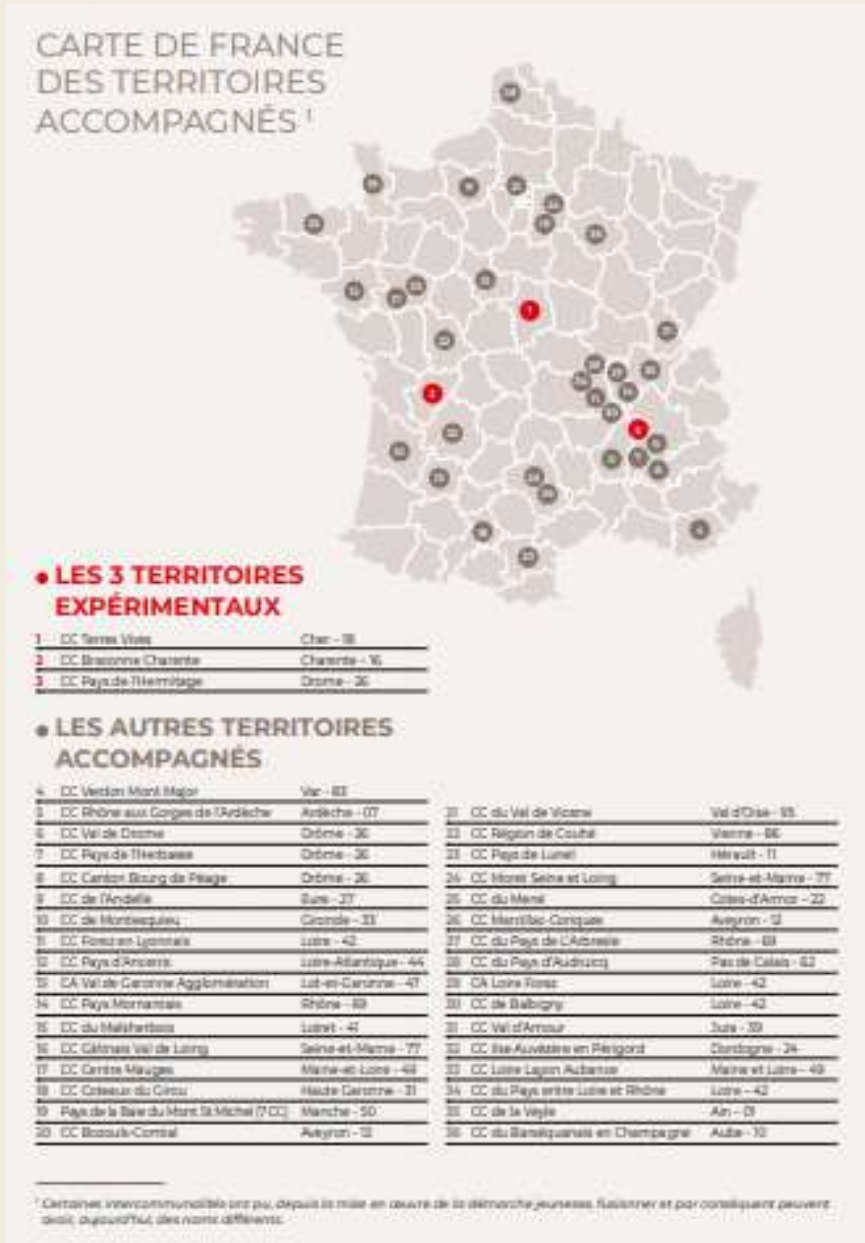 CARTE DE FRANCE
DES TERRITOIRES
ACCOMPAGNÉS ¹
• LES 3 TERRITOIRES
EXPÉRIMENTAUX
1 CC Terres Vives Cher - 18
2 CC Braconne Charente Charente - 16
3 CC Pays de l'Hermitage Drome - 26
• LES AUTRES TERRITOIRES
ACCOMPAGNÉS
4 CC Verdon Mont Major Var - 83
5 CC Rhône aux Gorges de l'Ardèche Ardèche - 07
6 CC Val de Drome Drôme - 26
7 CC Pays de l'Herbasse Drôme - 26
8 CC Canton Bourg de Péage Drôme - 26
9 CC de l'Andelle Eure - 27
10 CC de Montesquieu Gironde - 33
11 CC Forez en Lyonnais Loire - 42
12 CC Pays d'Ancenis Loire-Atlantique - 44
13 CA Val de Garonne Agglomération Lot-et-Garonne - 47
14 CC Pays Mornantais Rhône - 69
15 CC du Malsherbois Loiret - 41
16 CC Gâtinais Val de Loing Seine-et-Marne - 77
17 CC Centre Mauges Maine-et-Loire - 49
18 CC Coteaux du Girou Haute Garonne - 31
19 Pays de la Baie du Mont St Michel (7 CC) Manche - 50
20 CC Bozouls-Comtal Aveyron - 12
21 CC du Val de Viosne Val d'Oise - 95
22 CC Région de Couhé Vienne - 86
23 CC Pays de Lunel Hérault - 11
24 CC Moret Seine et Loing Seine-et-Marne - 77
25 CC du Mené Cotes-d'Armor - 22
26 CC Marcillac-Conques Aveyron - 12
27 CC du Pays de L'Arbresle Rhône - 69
28 CC du Pays d'Audruicq Pas de Calais - 62
29 CA Loire Forez Loire - 42
30 CC de Balbigny Loire - 42
31 CC Val d'Amour Jura - 39
32 CC Isle-Auvézère en Périgord Dordogne - 24
33 CC Loire Layon Aubance Maine et Loire - 49
34 CC du Pays entre Loire et Rhône Loire - 42
35 CC de la Veyle Ain - 01
36 CC du Barséquanais en Champagne Aube - 10
¹ Certaines intercommunalités ont pu, depuis la mise en œuvre de la démarche jeunesse, fusionner et par conséquent peuvent
avoir, aujourd'hui, des noms différents.